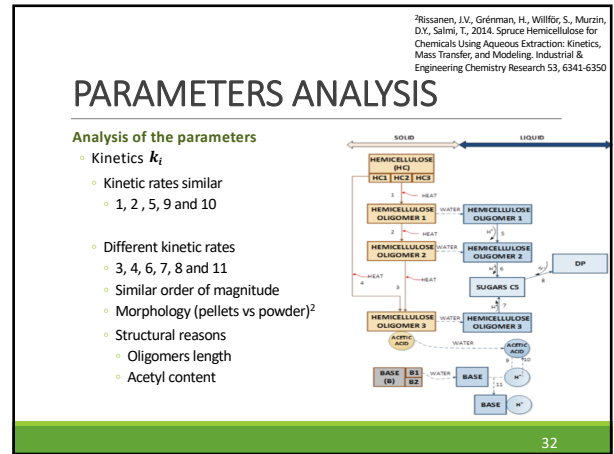 ²Rissanen, J.V., Grénman, H., Willför, S., Murzin,
D.Y., Salmi, T., 2014. Spruce Hemicellulose for
Chemicals Using Aqueous Extraction: Kinetics,
Mass Transfer, and Modeling. Industrial &
Engineering Chemistry Research 53, 6341-6350
PARAMETERS ANALYSIS
Analysis of the parameters
◦ Kinetics k_i
◦ Kinetic rates similar
◦ 1, 2 , 5, 9 and 10
◦ Different kinetic rates
◦ 3, 4, 6, 7, 8 and 11
◦ Similar order of magnitude
◦ Morphology (pellets vs powder)²
◦ Structural reasons
◦ Oligomers length
◦ Acetyl content
SOLID LIQUID
HEMICELLULOSE
(HC)
HC1 HC2 HC3
1 HEAT
HEMICELLULOSE
OLIGOMER 1
WATER
HEMICELLULOSE
OLIGOMER 1
2 HEAT
H⁺ 5
HEMICELLULOSE
OLIGOMER 2
WATER
HEMICELLULOSE
OLIGOMER 2
HEAT
4
HEAT
3
H⁺ 6
SUGARS C5
H⁺
8
DP
H⁺ 7
HEMICELLULOSE
OLIGOMER 3
WATER
HEMICELLULOSE
OLIGOMER 3
ACETIC
ACID
WATER
ACETIC
ACID
9 10
BASE
(B)
B1
B2
WATER
BASE
H⁺
11
BASE H⁺
32